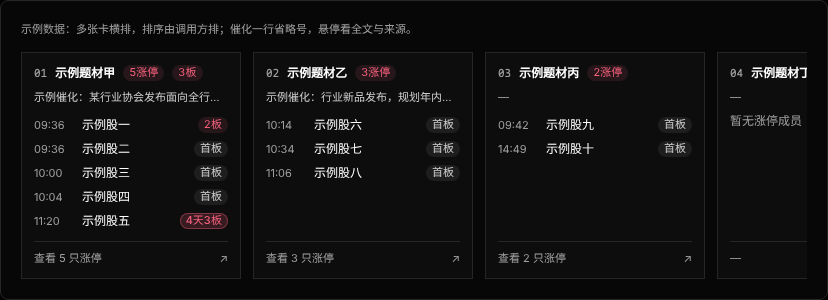 示例数据：多张卡横排，排序由调用方排；催化一行省略号，悬停看全文与来源。
01 示例题材甲 5涨停 3板
示例催化：某行业协会发布面向全行...
09:36 示例股一 2板
09:36 示例股二 首板
10:00 示例股三 首板
10:04 示例股四 首板
11:20 示例股五 4天3板
查看 5 只涨停 ↗
02 示例题材乙 3涨停
示例催化：行业新品发布，规划年内...
10:14 示例股六 首板
10:34 示例股七 首板
11:06 示例股八 首板
查看 3 只涨停 ↗
03 示例题材丙 2涨停
—
09:42 示例股九 首板
14:49 示例股十 首板
查看 2 只涨停 ↗
04 示例题材丁
—
暂无涨停成员
—